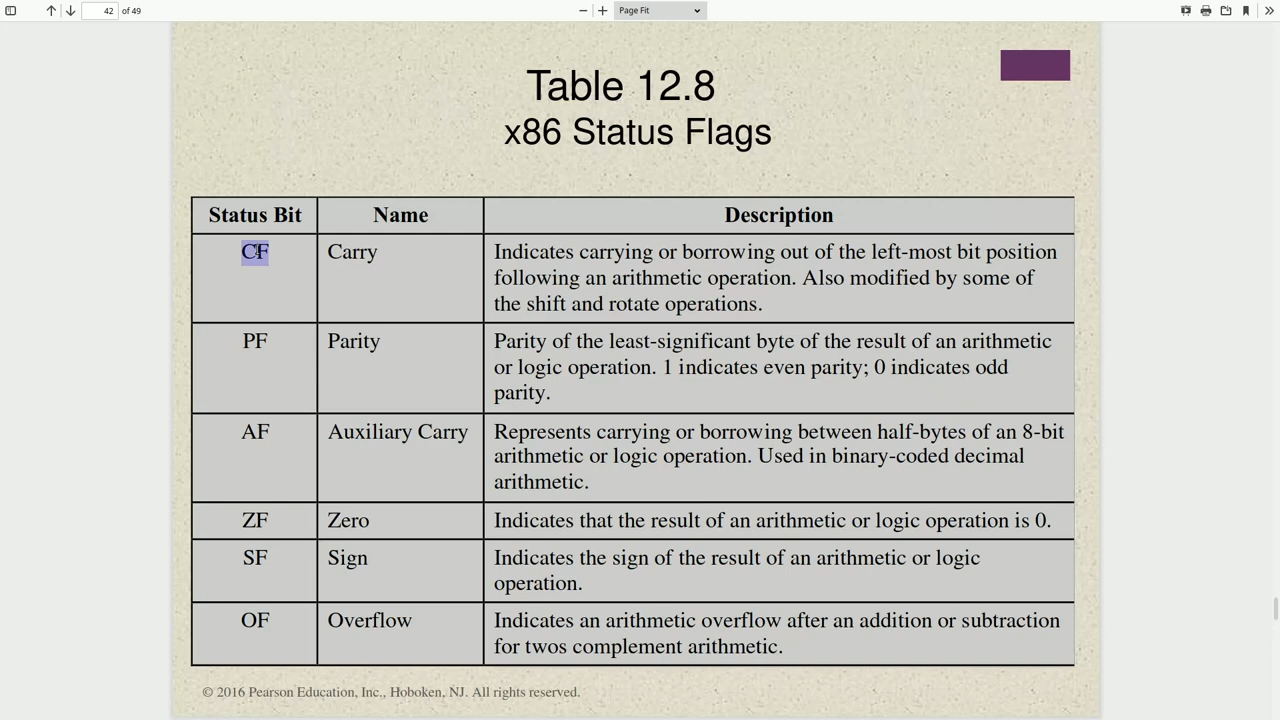 42 of 49
Page Fit
Table 12.8
x86 Status Flags
Status Bit Name Description
CF Carry Indicates carrying or borrowing out of the left-most bit position
following an arithmetic operation. Also modified by some of
the shift and rotate operations.
PF Parity Parity of the least-significant byte of the result of an arithmetic
or logic operation. 1 indicates even parity; 0 indicates odd
parity.
AF Auxiliary Carry Represents carrying or borrowing between half-bytes of an 8-bit
arithmetic or logic operation. Used in binary-coded decimal
arithmetic.
ZF Zero Indicates that the result of an arithmetic or logic operation is 0.
SF Sign Indicates the sign of the result of an arithmetic or logic
operation.
OF Overflow Indicates an arithmetic overflow after an addition or subtraction
for twos complement arithmetic.
© 2016 Pearson Education, Inc., Hoboken, NJ. All rights reserved.